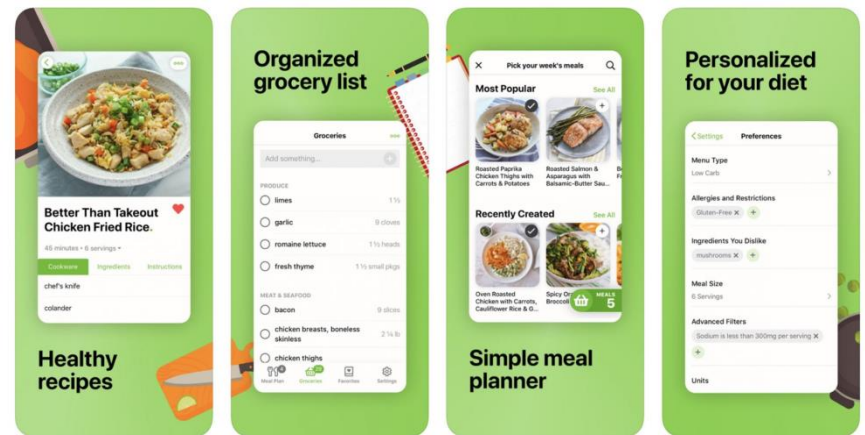 Better Than Takeout
Chicken Fried Rice.
45 minutes • 6 servings
Cookware Ingredients Instructions
chef's knife
colander
Healthy
recipes
Organized
grocery list
Groceries
Add something...
PRODUCE
limes 1½
garlic 9 cloves
romaine lettuce 1½ heads
fresh thyme 1½ small pkgs
MEAT & SEAFOOD
bacon 9 slices
chicken breasts, boneless 2¼ lb
skinless
chicken thighs
Meal Plan Groceries Favorites Settings
Pick your week's meals
Most Popular See All
Roasted Paprika Roasted Salmon &
Chicken Thighs with Asparagus with
Carrots & Potatoes Balsamic-Butter Sau...
Recently Created See All
Oven Roasted Spicy
Chicken with Carrots, Broccoli
Cauliflower Rice & G...
MEALS
5
Simple meal
planner
Personalized
for your diet
Settings Preferences
Menu Type
Low Carb
Allergies and Restrictions
Gluten-Free X +
Ingredients You Dislike
mushrooms X +
Meal Size
6 Servings
Advanced Filters
Sodium is less than 300mg per serving X
+
Units